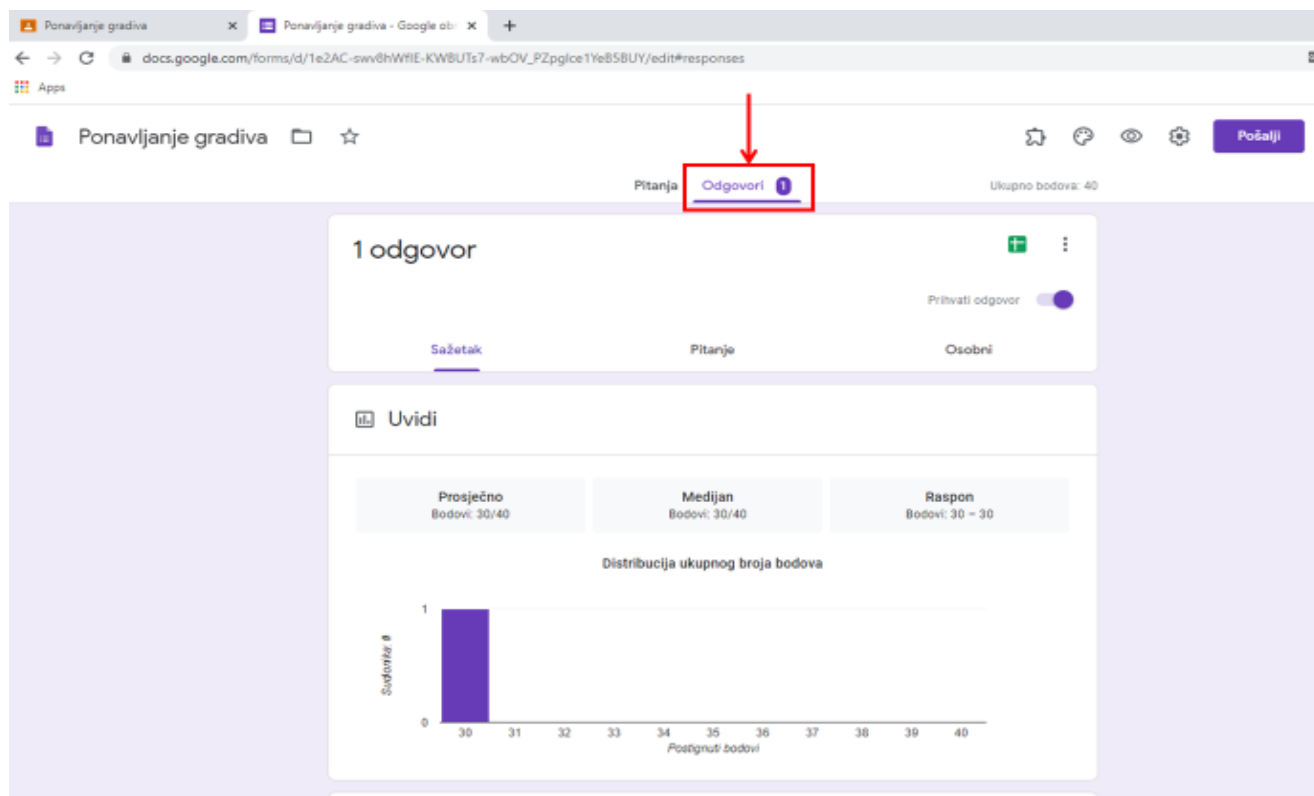 Ponavljanje gradiva
Ponavljanje gradiva - Google ob
docs.google.com/forms/d/1e2AC-swv8hWflE-KW8UTs7-wbOV_PZpgIce1YeB5BUY/edit#responses
Apps
Ponavljanje gradiva
Pošalji
Pitanja
Odgovori 1
Ukupno bodova: 40
1 odgovor
Prihvati odgovor
Sažetak
Pitanje
Osobni
Uvidi
Prosječno
Bodovi: 30/40
Medijan
Bodovi: 30/40
Raspon
Bodovi: 30 – 30
Distribucija ukupnog broja bodova
1
0
Sudionika: #
30 31 32 33 34 35 36 37 38 39 40
Postignuti bodovi